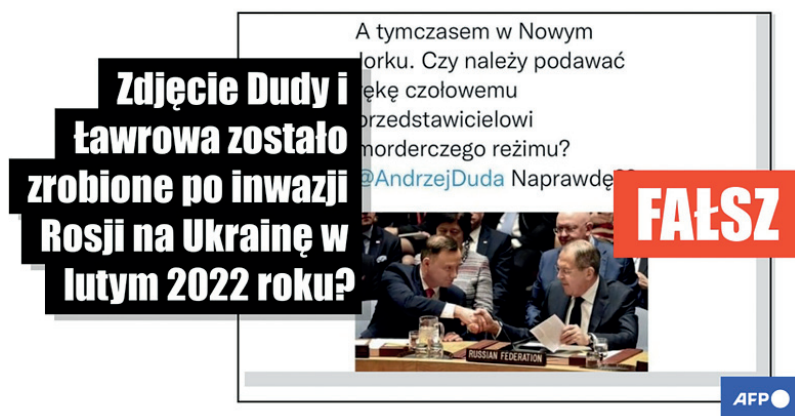 Zdjęcie Dudy i
Ławrowa zostało
zrobione po inwazji
Rosji na Ukrainę w
lutym 2022 roku?
A tymczasem w Nowym
Jorku. Czy należy podawać
rękę czołowemu
przedstawicielowi
morderczego reżimu?
@AndrzejDuda Naprawdę
FAŁSZ
RUSSIAN FEDERATION
AFP